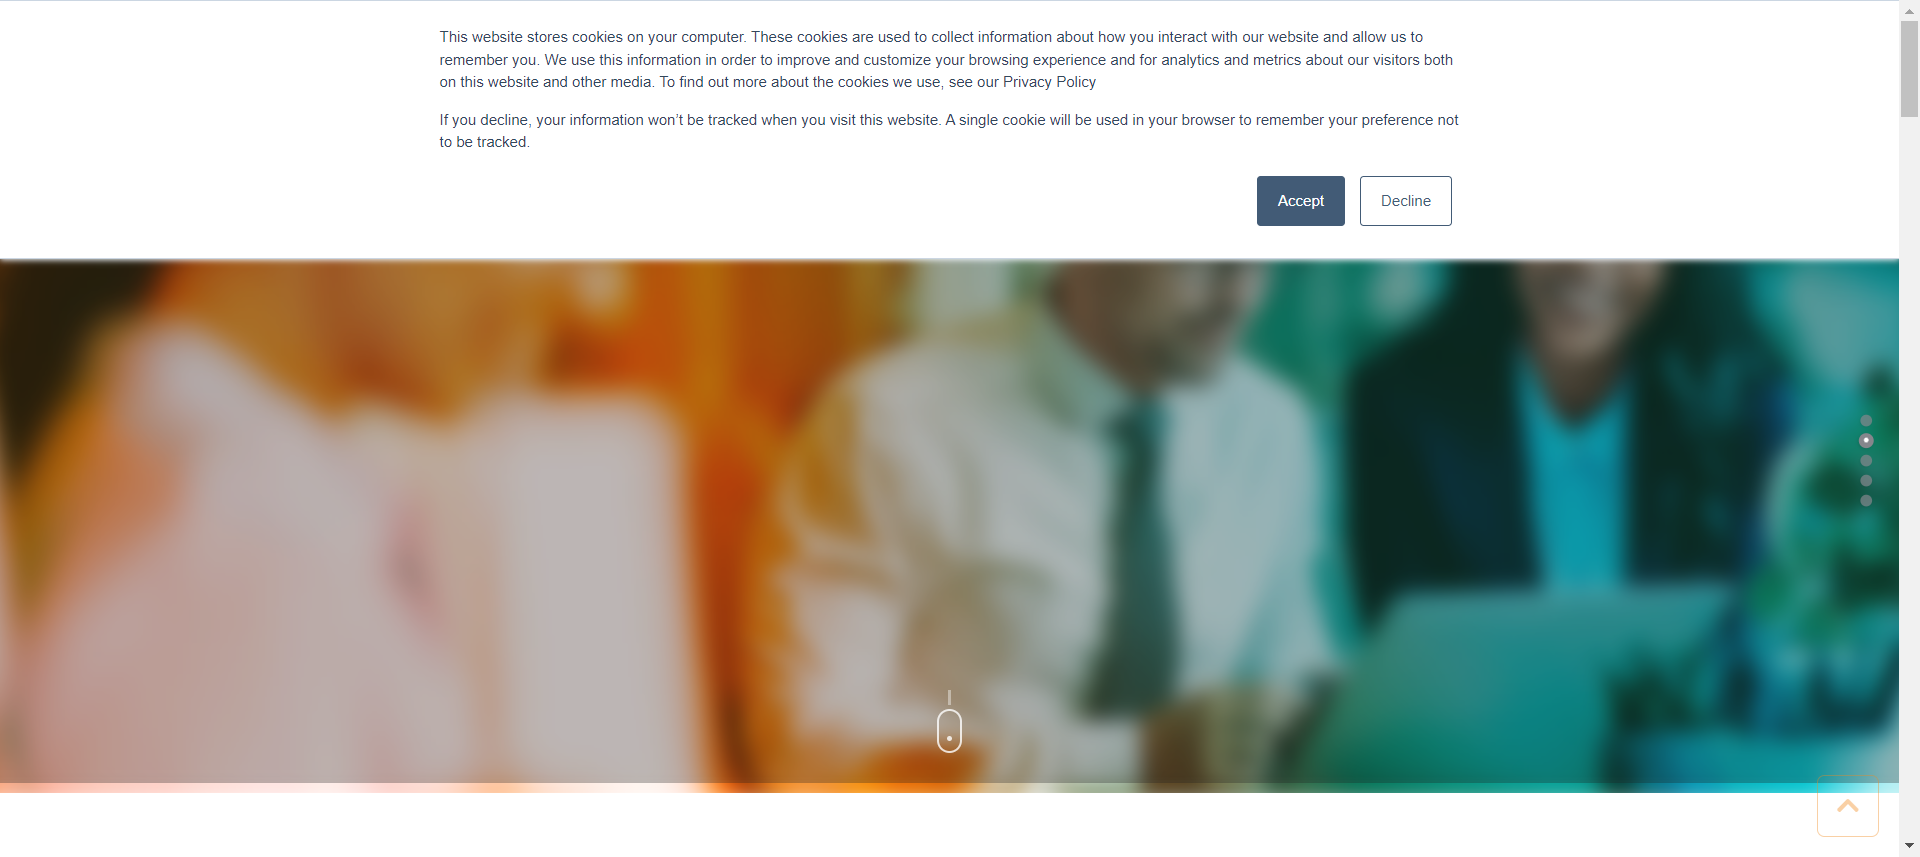 This website stores cookies on your computer. These cookies are used to collect information about how you interact with our website and allow us to
remember you. We use this information in order to improve and customize your browsing experience and for analytics and metrics about our visitors both
on this website and other media. To find out more about the cookies we use, see our Privacy Policy
If you decline, your information won’t be tracked when you visit this website. A single cookie will be used in your browser to remember your preference not
to be tracked.
Accept
Decline